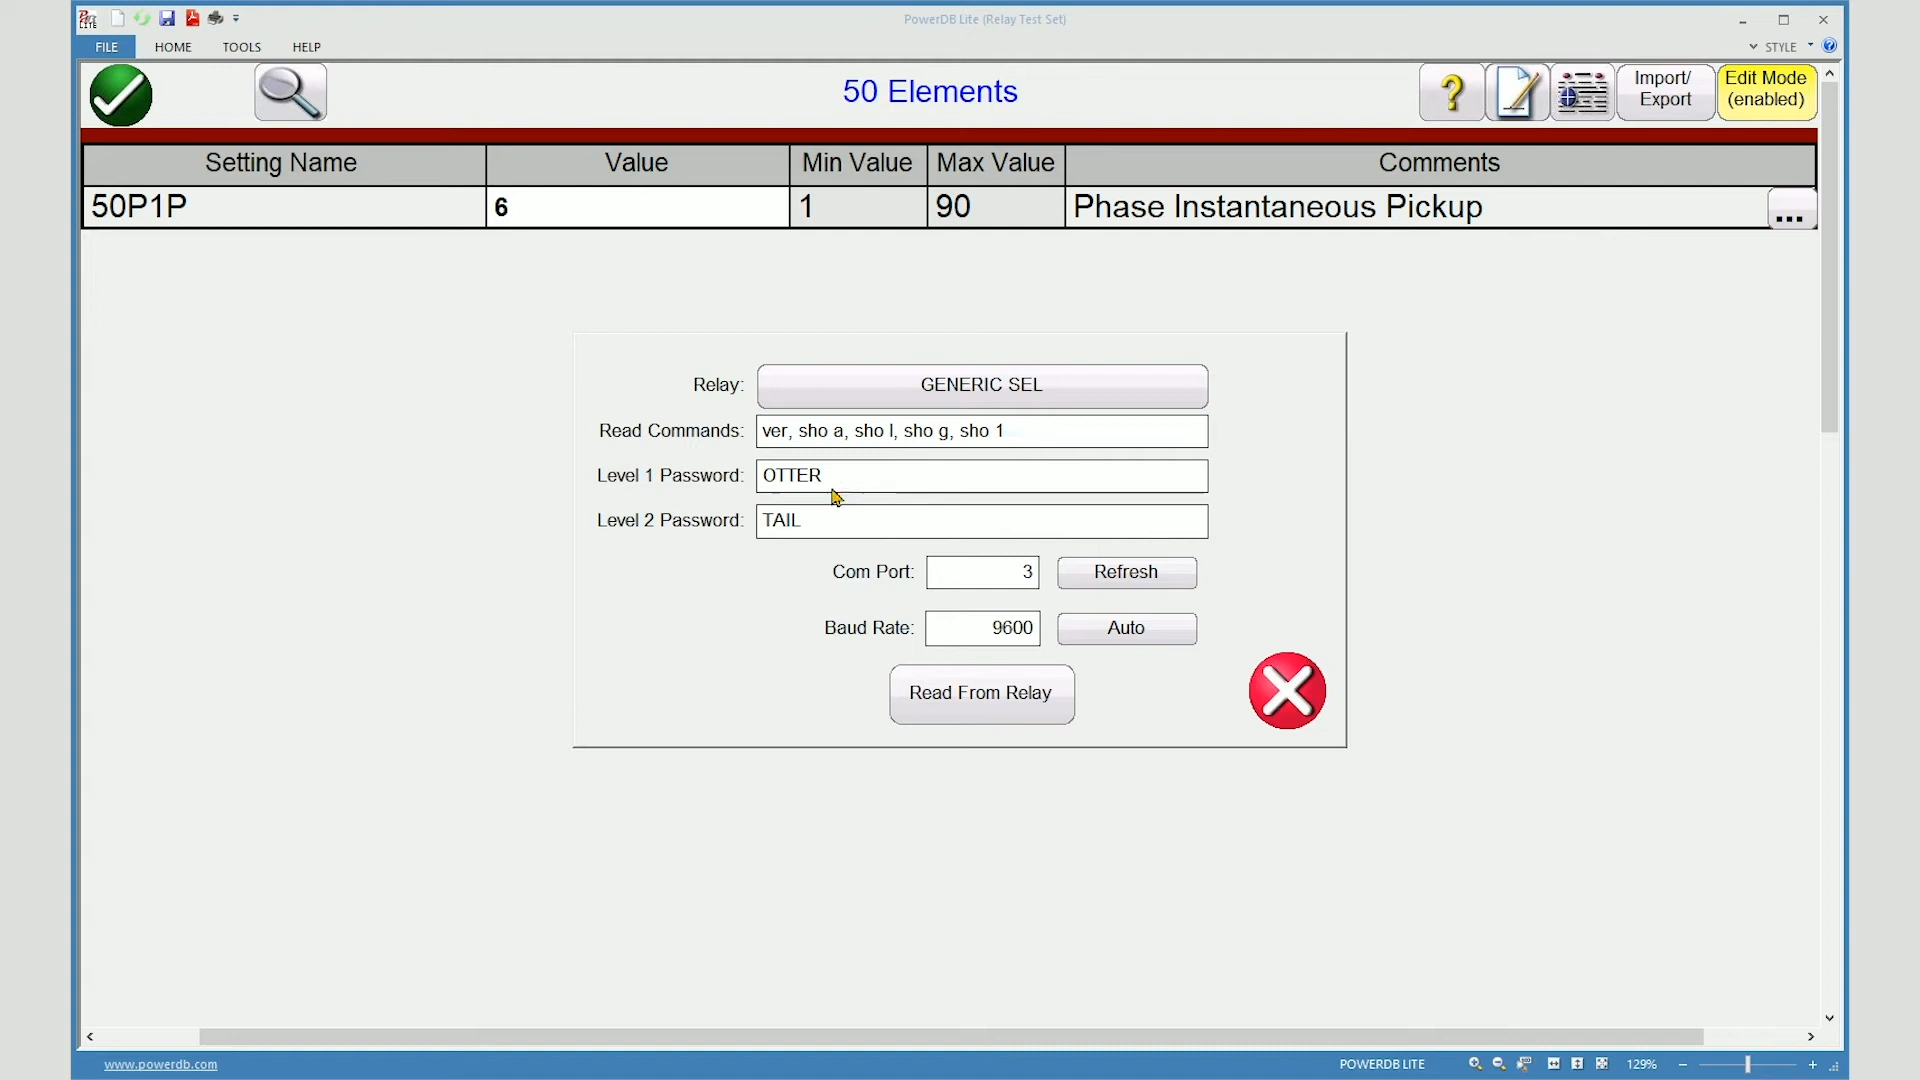 PowerDB Lite (Relay Test Set)
FILE HOME TOOLS HELP STYLE
50 Elements
Import/
Export
Edit Mode
(enabled)
Setting Name Value Min Value Max Value Comments
50P1P 6 1 90 Phase Instantaneous Pickup ...
Relay: GENERIC SEL
Read Commands: ver, sho a, sho l, sho g, sho 1
Level 1 Password: OTTER
Level 2 Password: TAIL
Com Port: 3 Refresh
Baud Rate: 9600 Auto
Read From Relay
www.powerdb.com POWERDB LITE 129%